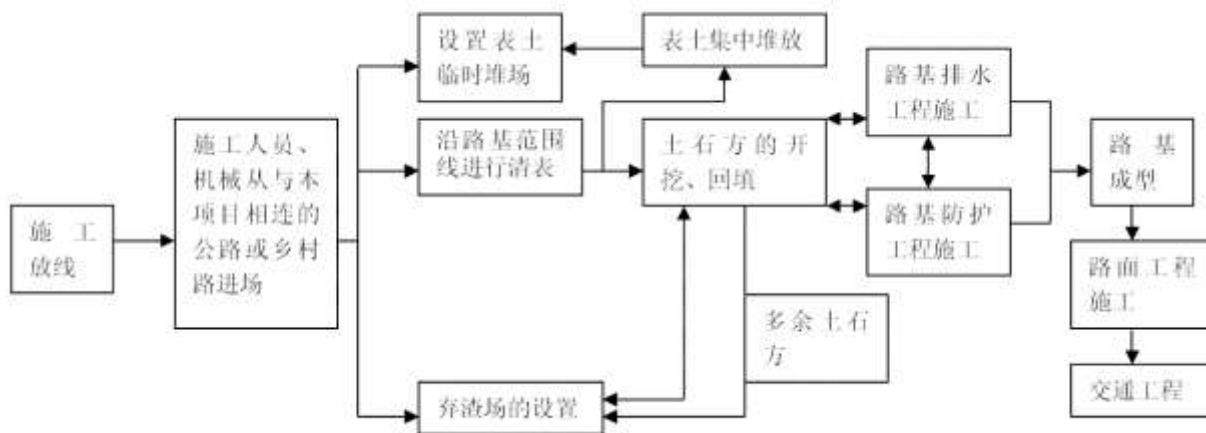 施工
放线
施工人员、
机械从与本
项目相连的
公路或乡村
路进场
设置表土
临时堆场
表土集中堆放
沿路基范围
线进行清表
土石方的开
挖、回填
路基排水
工程施工
路基防护
工程施工
路基
成型
路面工程
施工
交通工程
多余土石
方
弃渣场的设置